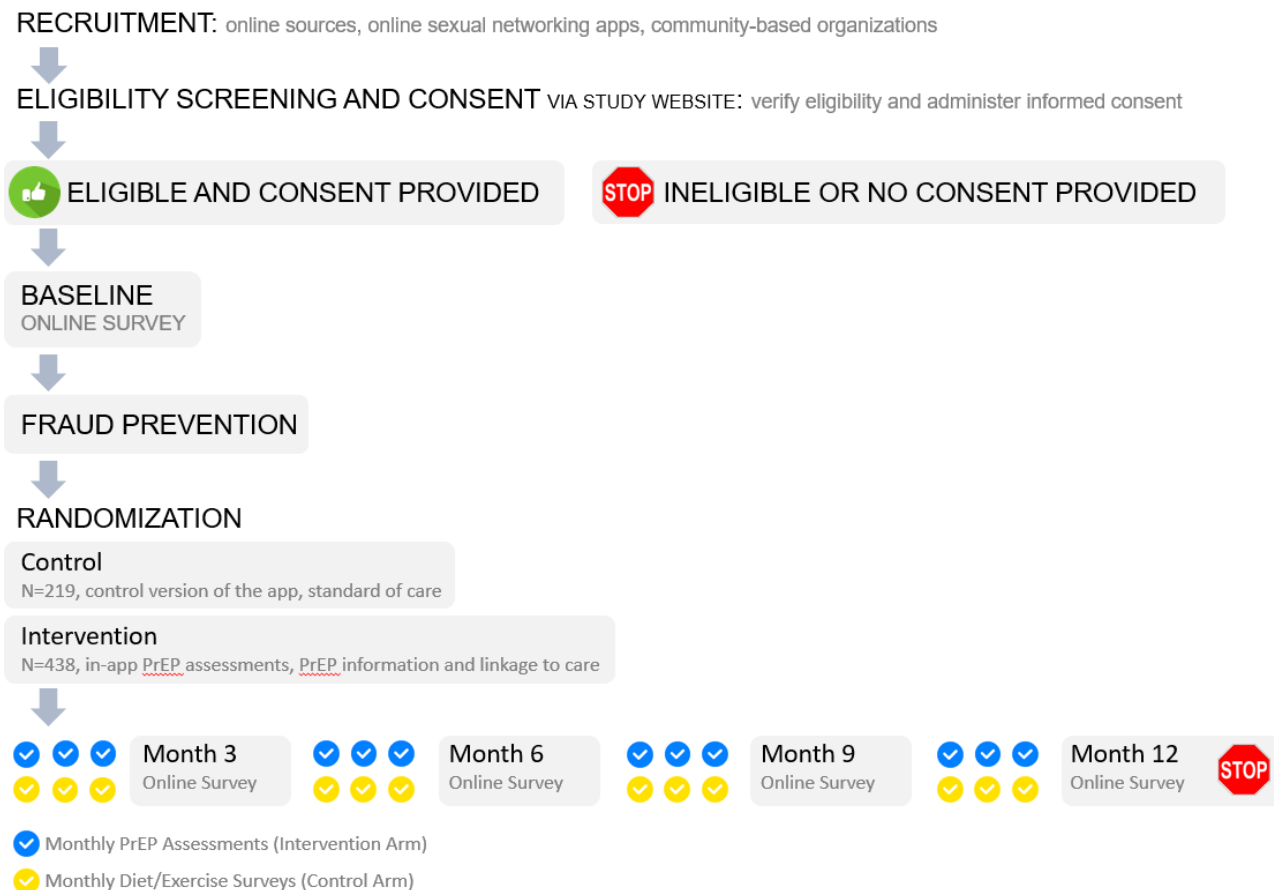 RECRUITMENT: online sources, online sexual networking apps, community-based organizations
ELIGIBILITY SCREENING AND CONSENT VIA STUDY WEBSITE: verify eligibility and administer informed consent
ELIGIBLE AND CONSENT PROVIDED
STOP INELIGIBLE OR NO CONSENT PROVIDED
BASELINE
ONLINE SURVEY
FRAUD PREVENTION
RANDOMIZATION
Control
N=219, control version of the app, standard of care
Intervention
N=438, in-app PrEP assessments, PrEP information and linkage to care
Month 3
Online Survey
Month 6
Online Survey
Month 9
Online Survey
Month 12
Online Survey
STOP
Monthly PrEP Assessments (Intervention Arm)
Monthly Diet/Exercise Surveys (Control Arm)